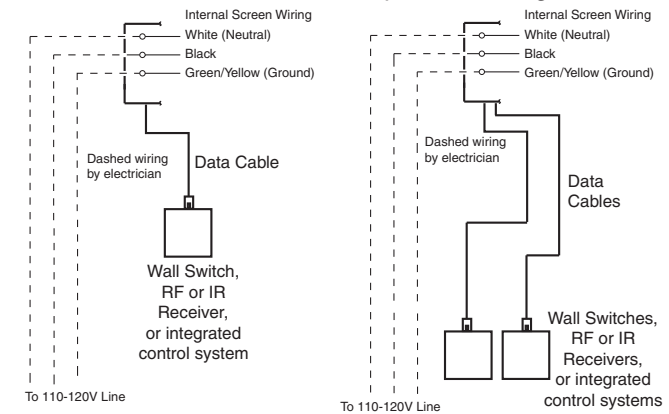 Internal Screen Wiring
White (Neutral)
Black
Green/Yellow (Ground)
Dashed wiring
by electrician
Data Cable
Wall Switch,
RF or IR
Receiver,
or integrated
control system
To 110-120V Line
Internal Screen Wiring
White (Neutral)
Black
Green/Yellow (Ground)
Dashed wiring
by electrician
Data
Cables
Wall Switches,
RF or IR
Receivers,
or integrated
control systems
To 110-120V Line